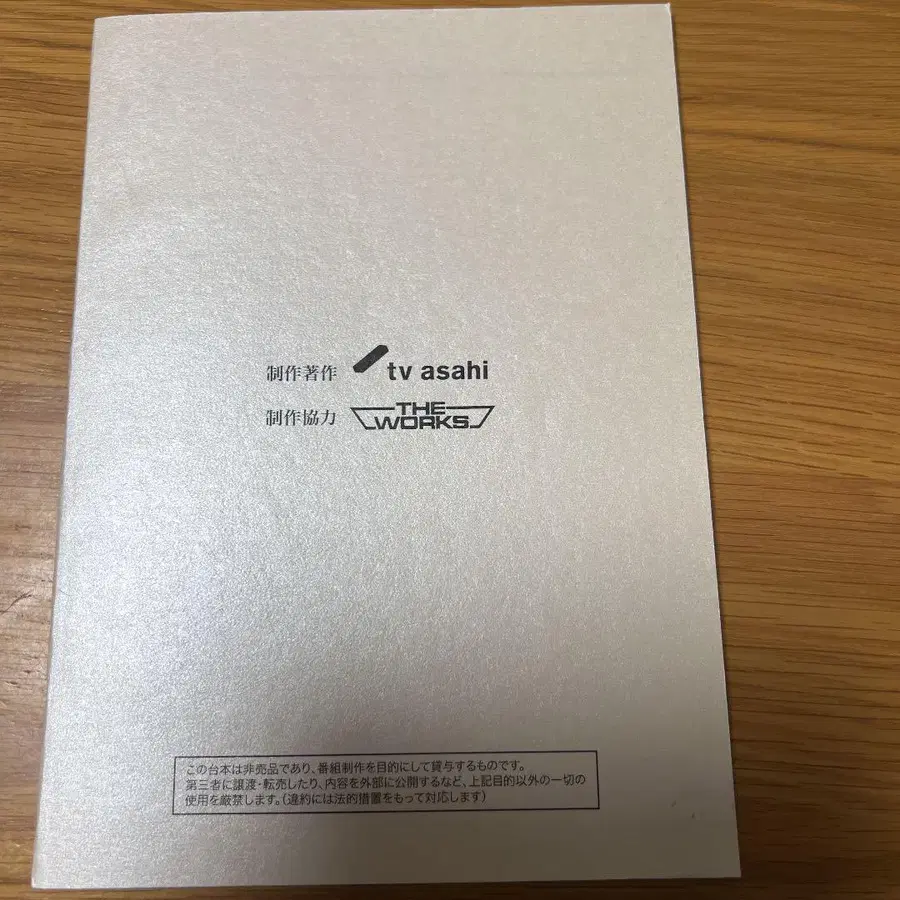 制作著作 tv asahi
制作協力 THE WORKS
この台本は非売品であり、番組制作を目的にして貸与するものです。
第三者に譲渡・転売したり、内容を外部に公開するなど、上記目的以外の一切の
使用を厳禁します。(違約には法的措置をもって対応します)